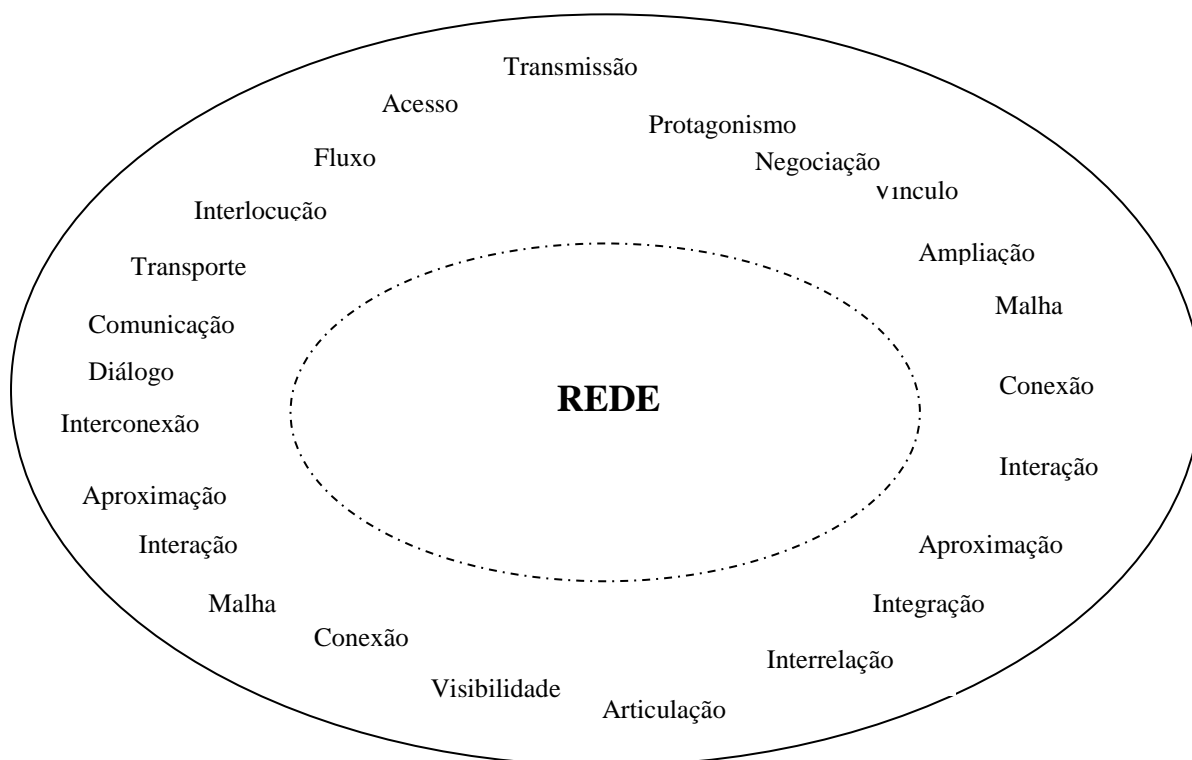 Transmissão
Acesso
Protagonismo
Fluxo
Negociação
Vínculo
Interlocução
Ampliação
Transporte
Malha
Comunicação
Diálogo
Conexão
REDE
Interconexão
Interação
Aproximação
Interação
Aproximação
Malha
Integração
Conexão
Interrelação
Visibilidade
Articulação